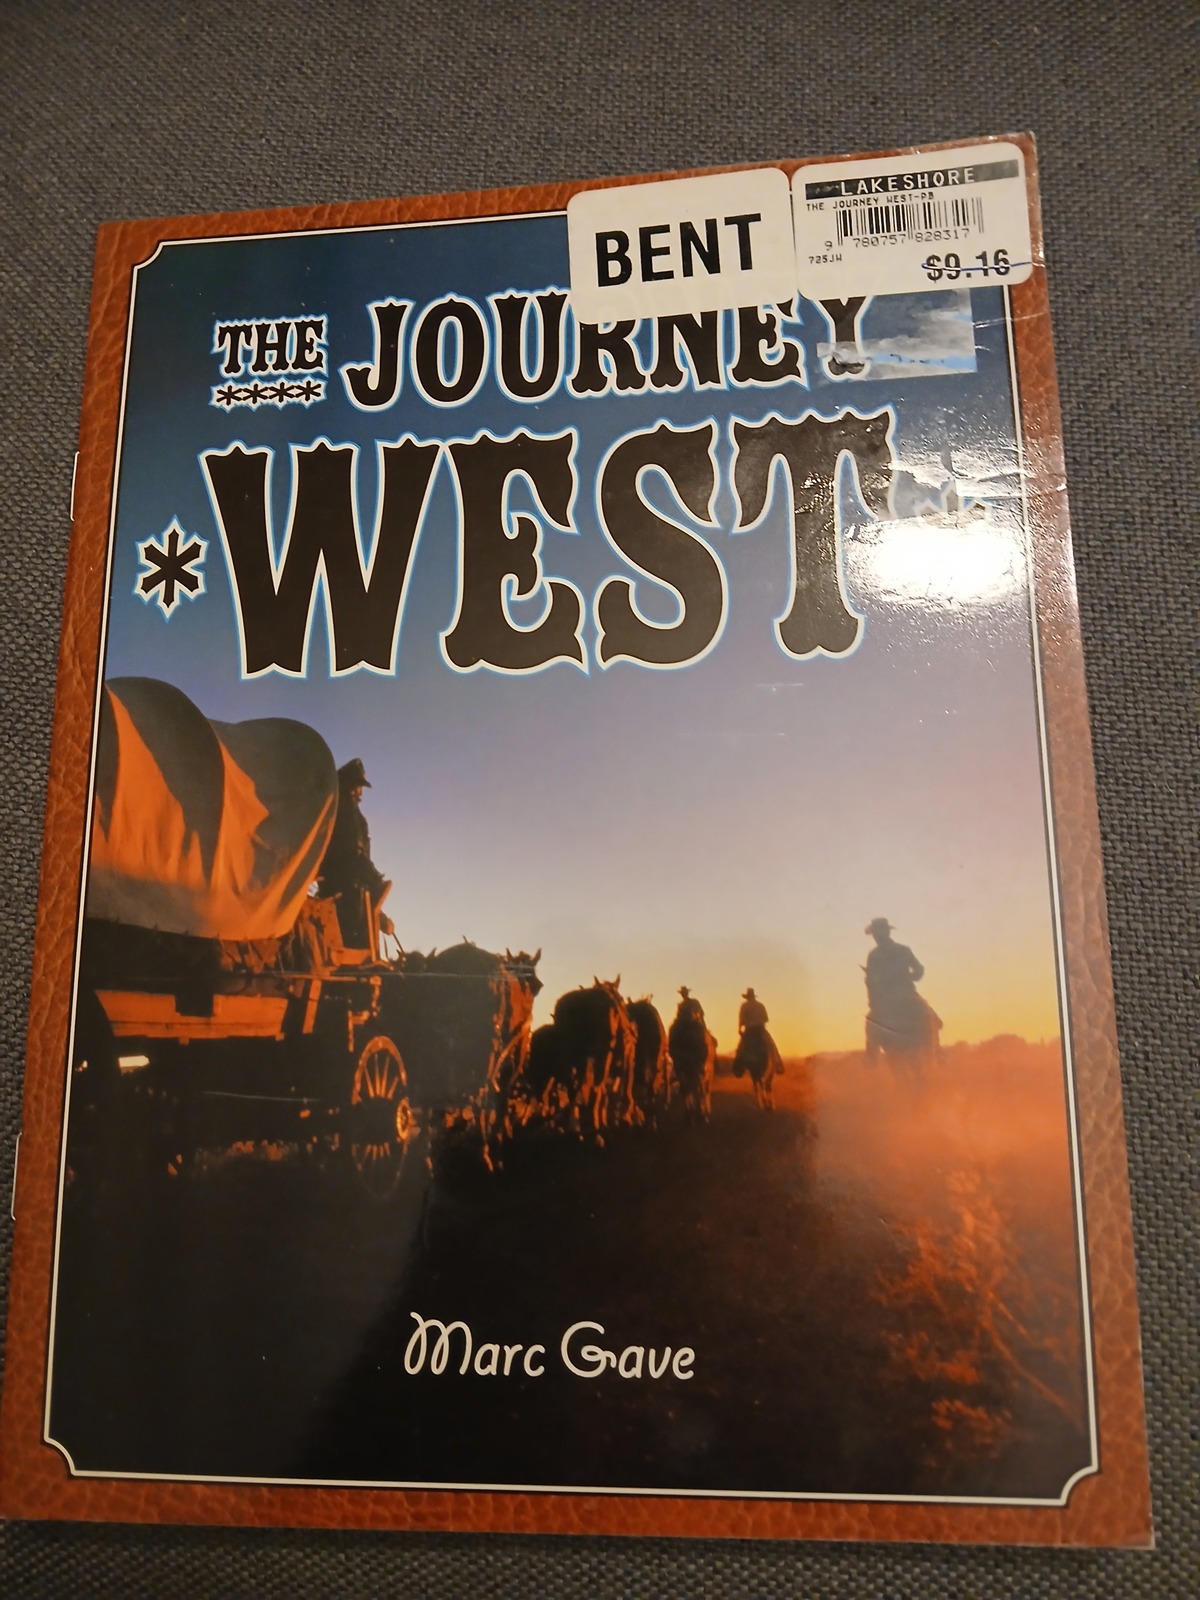 LAKESHORE
THE JOURNEY WEST-PB
9 780757 828317
725JW
$9.16
BENT
THE JOURNEY
****
*WEST*
Marc Gave